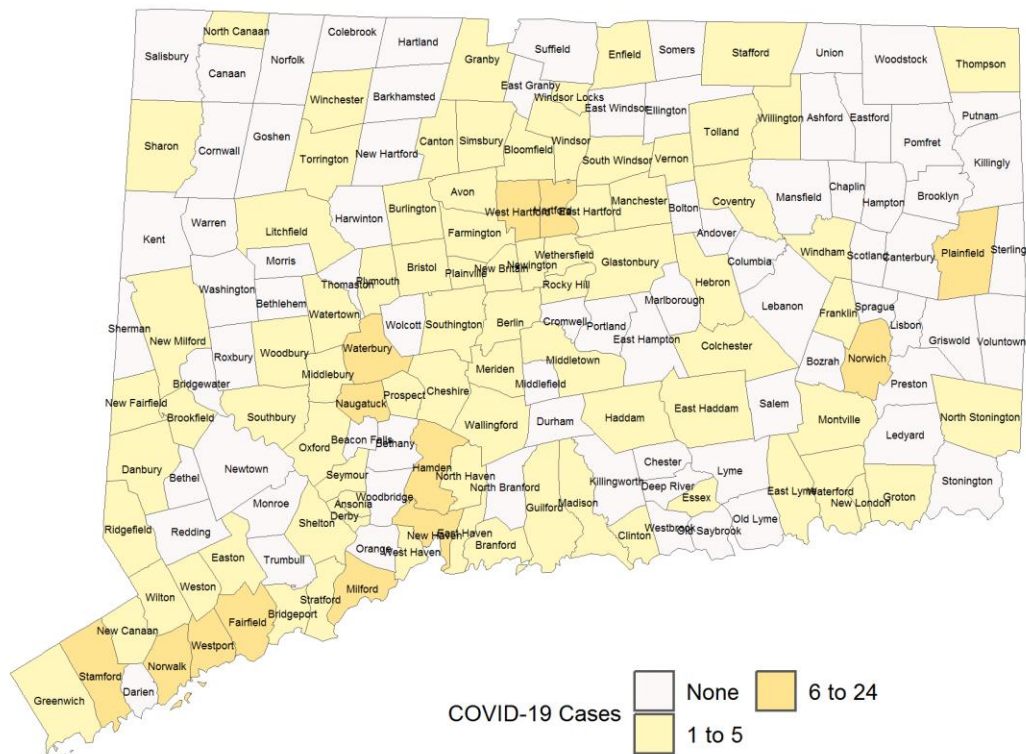 North Canaan
Colebrook
Hartland
Suffield
Enfield
Somers
Stafford
Union
Woodstock
Thompson
Salisbury
Canaan
Norfolk
Granby
East Granby
Windsor Locks
Winchester
Barkhamsted
East Windsor
Ellington
Willington
Ashford
Eastford
Putnam
Pomfret
Killingly
Sharon
Cornwall
Goshen
Torrington
New Hartford
Canton
Simsbury
Bloomfield
Windsor
South Windsor
Vernon
Tolland
Avon
West Hartford
Hartford
East Hartford
Manchester
Bolton
Coventry
Mansfield
Chaplin
Hampton
Brooklyn
Kent
Warren
Litchfield
Harwinton
Burlington
Farmington
Andover
Columbia
Windham
Scotland
Canterbury
Plainfield
Sterling
Morris
Washington
Bethlehem
Thomaston
Plymouth
Bristol
Plainville
New Britain
Newington
Wethersfield
Rocky Hill
Glastonbury
Hebron
Marlborough
Lebanon
Franklin
Sprague
Lisbon
Griswold
Voluntown
Sherman
New Milford
Roxbury
Woodbury
Watertown
Waterbury
Wolcott
Southington
Berlin
Cromwell
Portland
East Hampton
Colchester
Bozrah
Norwich
Preston
Bridgewater
Middlebury
Naugatuck
Prospect
Cheshire
Meriden
Middletown
Middlefield
New Fairfield
Brookfield
Southbury
Oxford
Beacon Falls
Bethany
Wallingford
Durham
Haddam
East Haddam
Salem
Montville
Ledyard
North Stonington
Danbury
Bethel
Newtown
Seymour
Hamden
North Haven
North Branford
Killingworth
Chester
Deep River
Lyme
Monroe
Ansonia
Derby
Woodbridge
Guilford
Madison
Essex
East Lyme
Waterford
New London
Groton
Stonington
Ridgefield
Redding
Shelton
Orange
New Haven
East Haven
West Haven
Branford
Clinton
Westbrook
Old Saybrook
Old Lyme
Easton
Trumbull
Wilton
Weston
Stratford
Milford
Bridgeport
Fairfield
New Canaan
Westport
Norwalk
Stamford
Darien
Greenwich
COVID-19 Cases
None
6 to 24
1 to 5